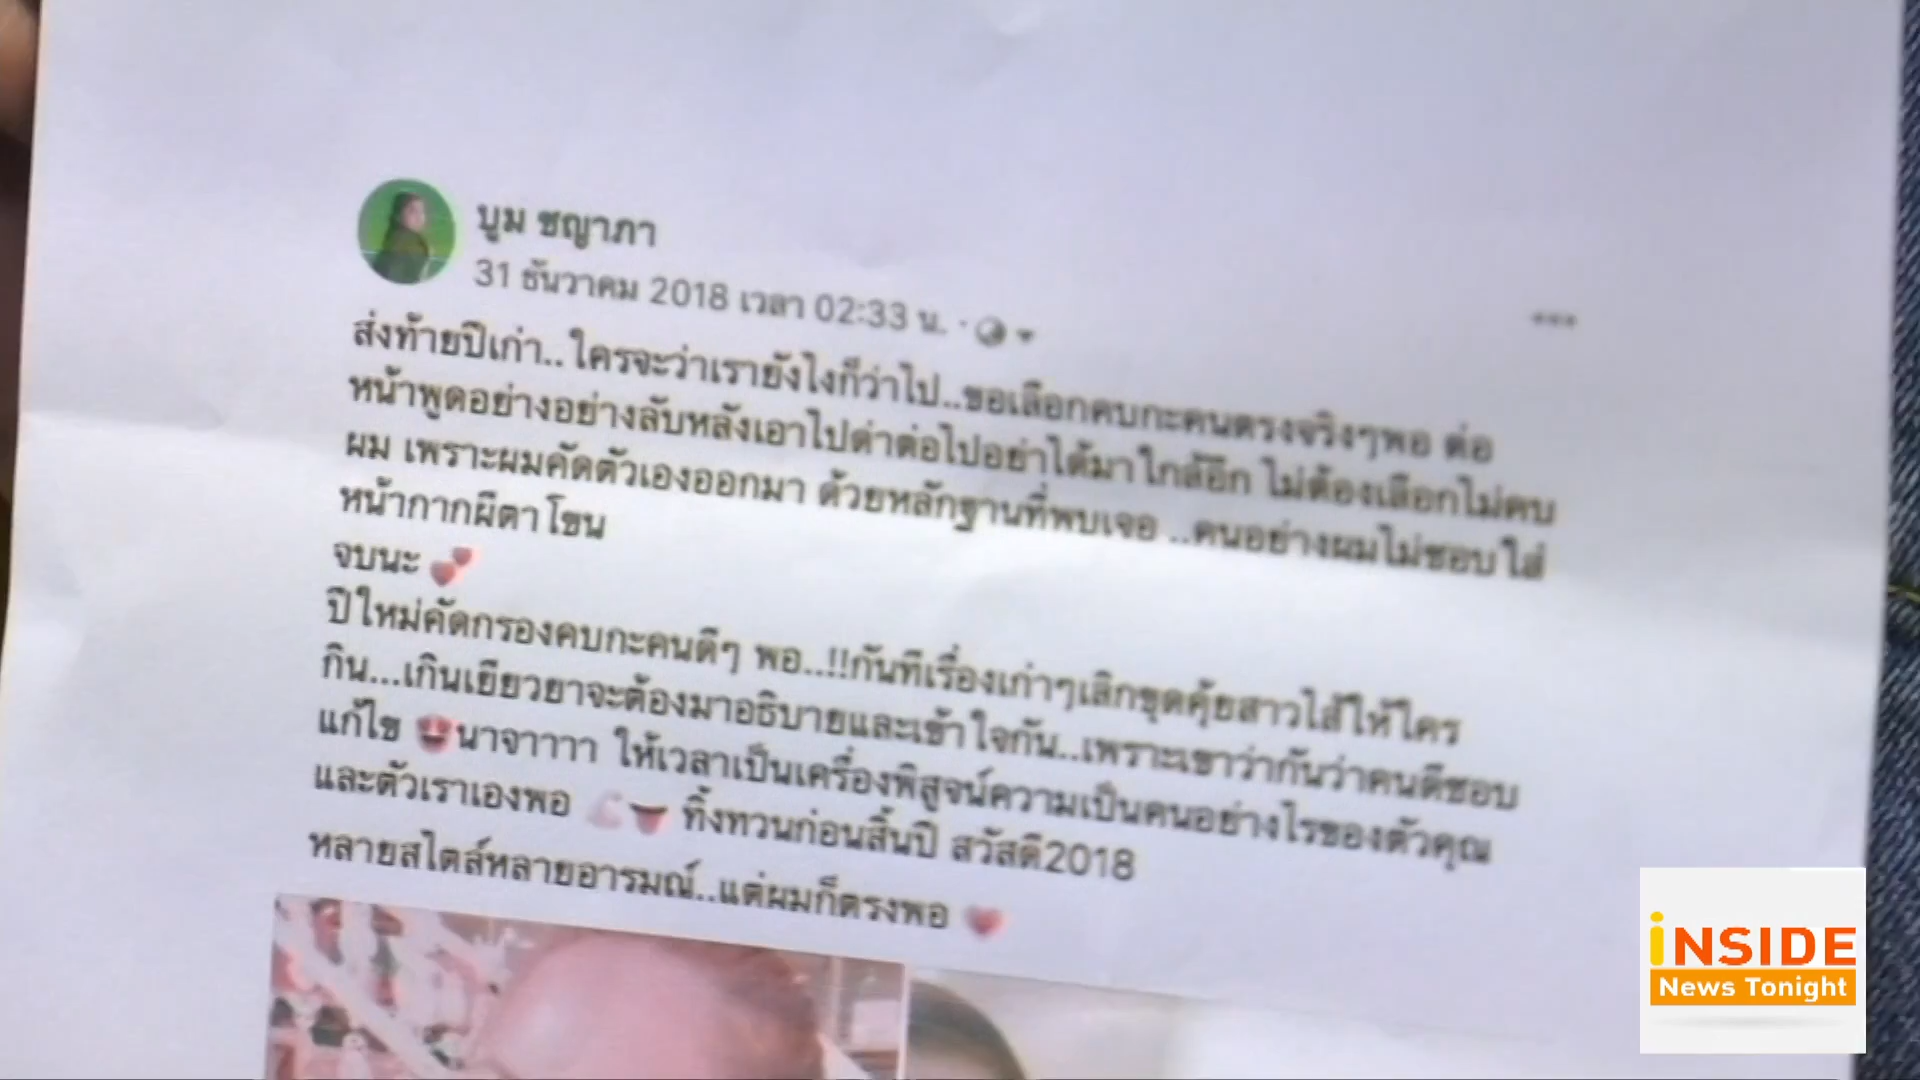 บูม ชญาภา
31 ธันวาคม 2018 เวลา 02:33 น.
ส่งท้ายปีเก่า..ใครจะว่าเรายังไงก็ว่าไป..ขอเลือกคบกะคนตรงจริงๆพอ ต่อ
หน้าพูดอย่างอย่างลับหลังเอาไปด่าต่อไปอย่าได้มาใกล้อีก ไม่ต้องเลือกไม่คบ
ผม เพราะผมคัดตัวเองออกมา ด้วยหลักฐานที่พบเจอ ..คนอย่างผมไม่ชอบใส่
หน้ากากผีตาโขน
จบนะ 💕
ปีใหม่คัดกรองคบกะคนดีๆ พอ..!!กันทีเรื่องเก่าๆเลิกขุดคุ้ยสาวไส้ให้ใคร
กิน...เกินเยียวยาจะต้องมาอธิบายและเข้าใจกัน..เพราะเขาว่ากันว่าคนดีชอบ
แก้ไข นาจาาาา ให้เวลาเป็นเครื่องพิสูจน์ความเป็นคนอย่างไรของตัวคุณ
และตัวเราเองพอ ทิ้งทวนก่อนสิ้นปี สวัสดี2018
หลายสไตล์หลายอารมณ์..แต่ผมก็ตรงพอ ❤
iNSIDE
News Tonight